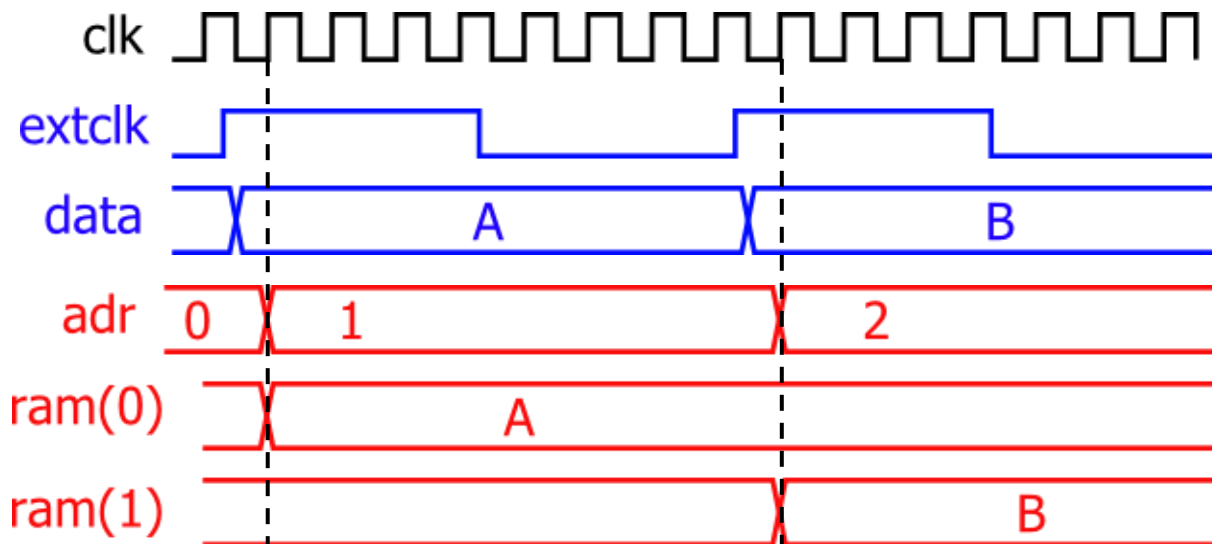 clk
extclk
data A B
adr 0 1 2
ram(0) A
ram(1) B